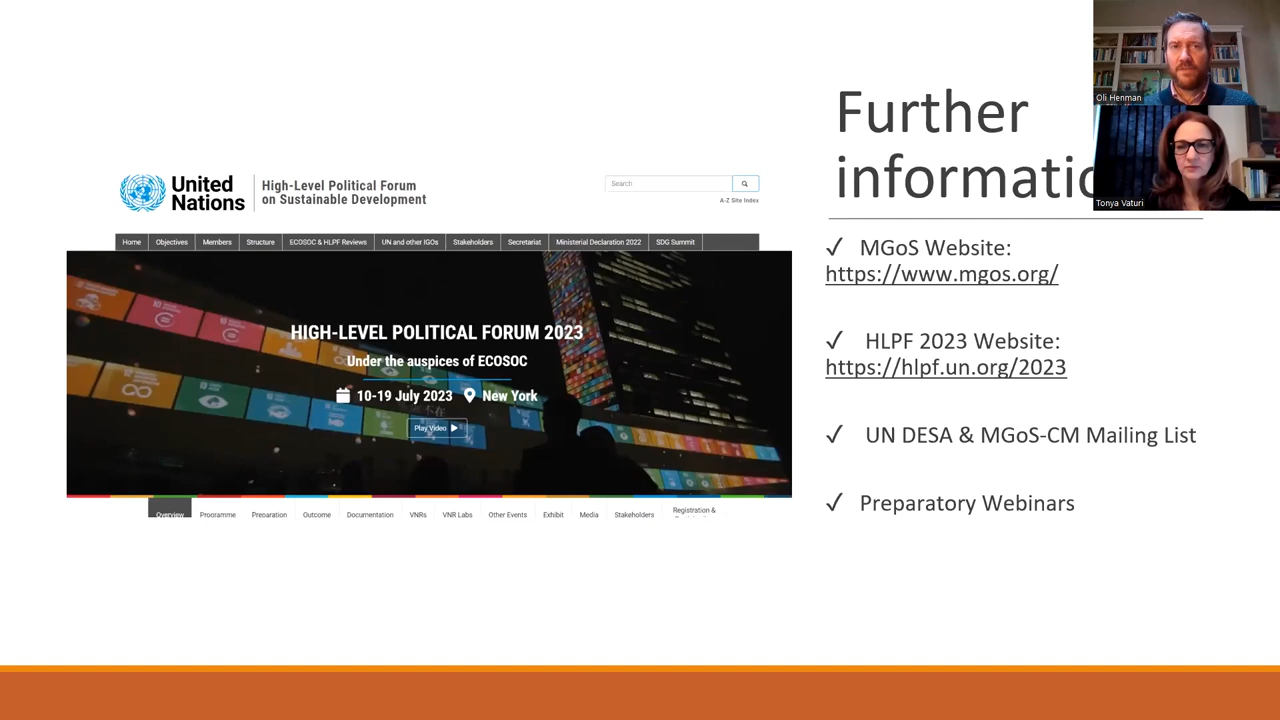 Further
informatio
Oli Henman
Tonya Vaturi
United
Nations
High-Level Political Forum
on Sustainable Development
Search
A-Z Site Index
Home Objectives Members Structure ECOSOC & HLPF Reviews UN and other IGOs Stakeholders Secretariat Ministerial Declaration 2022 SDG Summit
HIGH-LEVEL POLITICAL FORUM 2023
Under the auspices of ECOSOC
10-19 July 2023 New York
Play Video
Overview Programme Preparation Outcome Documentation VNRs VNR Labs Other Events Exhibit Media Stakeholders Registration &
✓ MGoS Website:
https://www.mgos.org/
✓ HLPF 2023 Website:
https://hlpf.un.org/2023
✓ UN DESA & MGoS-CM Mailing List
✓ Preparatory Webinars